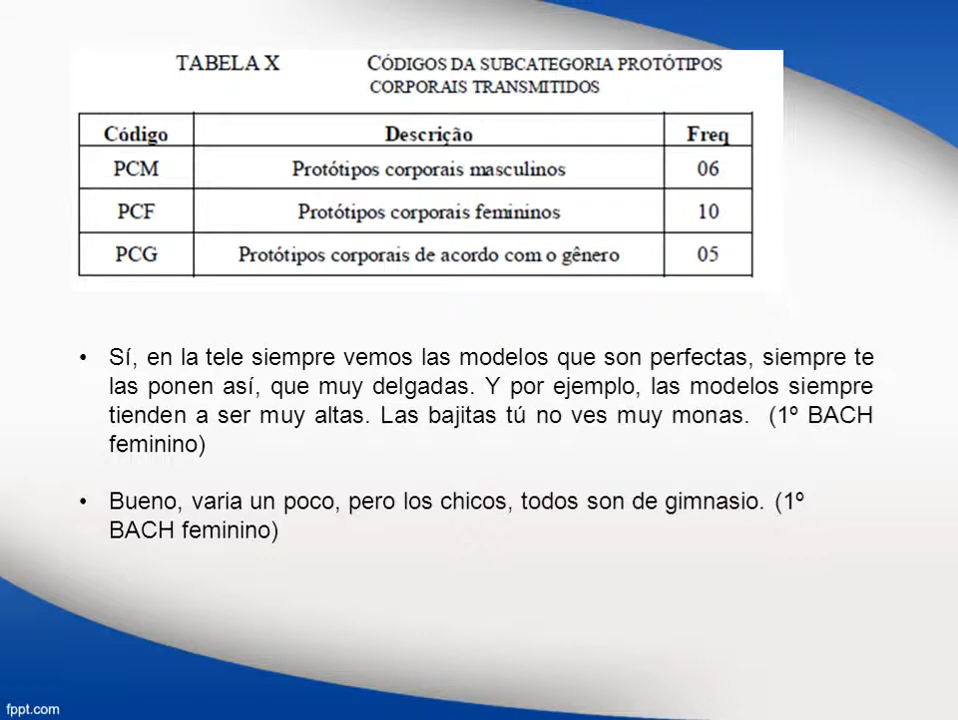 TABELA X CÓDIGOS DA SUBCATEGORIA PROTÓTIPOS
CORPORAIS TRANSMITIDOS
Código Descrição Freq
PCM Protótipos corporais masculinos 06
PCF Protótipos corporais femininos 10
PCG Protótipos corporais de acordo com o gênero 05
• Sí, en la tele siempre vemos las modelos que son perfectas, siempre te
las ponen así, que muy delgadas. Y por ejemplo, las modelos siempre
tienden a ser muy altas. Las bajitas tú no ves muy monas. (1º BACH
feminino)
• Bueno, varia un poco, pero los chicos, todos son de gimnasio. (1º
BACH feminino)
fppt.com